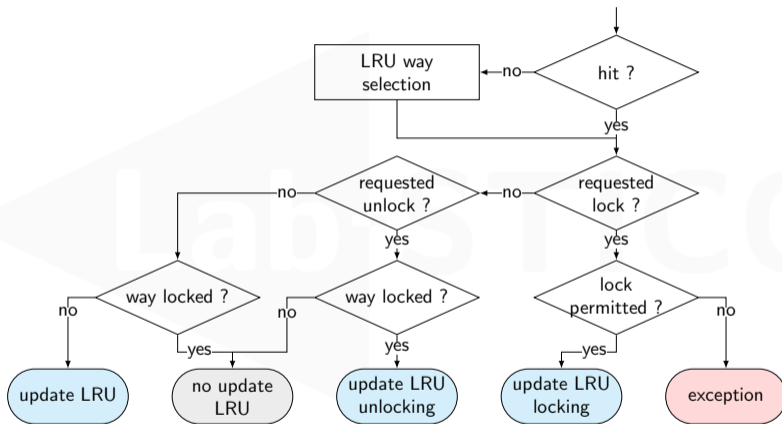 LRU way
selection
no
hit ?
yes
no
requested
unlock ?
no
requested
lock ?
yes
yes
Lab-STICC
no
way locked ?
yes
no
way locked ?
yes
lock
permitted ?
yes
no
update LRU
no update
LRU
update LRU
unlocking
update LRU
locking
exception